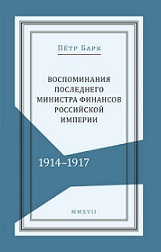 ПЁТР БАРК
ВОСПОМИНАНИЯ
ПОСЛЕДНЕГО
МИНИСТРА ФИНАНСОВ
РОССИЙСКОЙ
ИМПЕРИИ
1914–1917
MMXVII